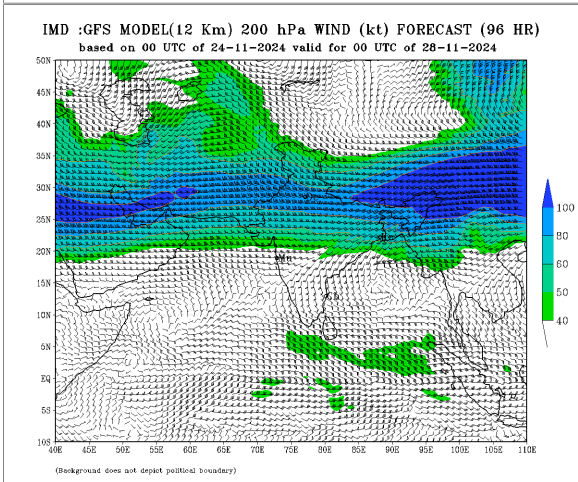 IMD :GFS MODEL(12 Km) 200 hPa WIND (kt) FORECAST (96 HR)
based on 00 UTC of 24-11-2024 valid for 00 UTC of 28-11-2024
50N
45N
40N
35N
30N
25N
20N
15N
10N
5N
EQ
5S
10S
40E 45E 50E 55E 60E 65E 70E 75E 80E 85E 90E 95E 100E 105E 110E
100
80
60
50
40
(Background does not depict political boundary)